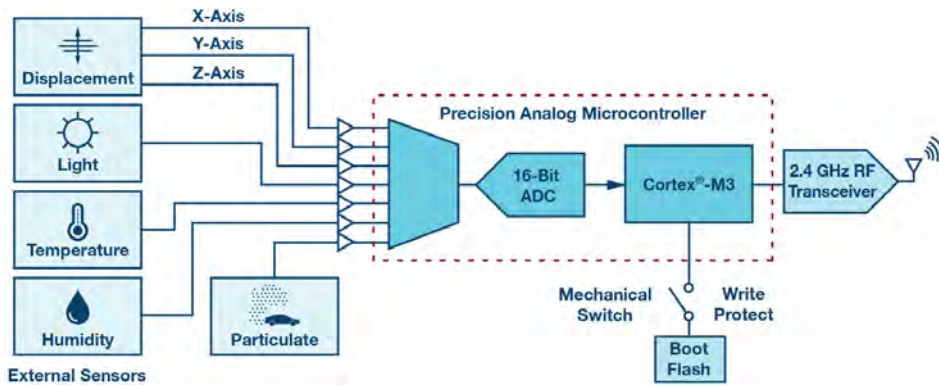 X-Axis
Y-Axis
Z-Axis
Displacement
Light
Temperature
Humidity
External Sensors
Particulate
Precision Analog Microcontroller
16-Bit
ADC
Cortex®-M3
2.4 GHz RF
Transceiver
Mechanical
Switch
Write
Protect
Boot
Flash